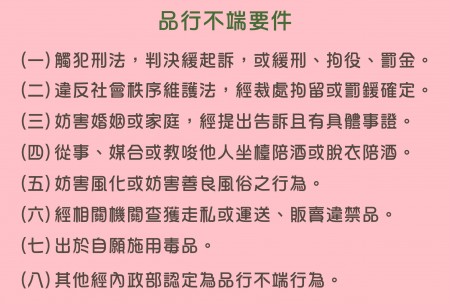 品行不端要件
(一)觸犯刑法，判決緩起訴，或緩刑、拘役、罰金。
(二)違反社會秩序維護法，經裁處拘留或罰鍰確定。
(三)妨害婚姻或家庭，經提出告訴且有具體事證。
(四)從事、媒合或教唆他人坐檯陪酒或脫衣陪酒。
(五)妨害風化或妨害善良風俗之行為。
(六)經相關機關查獲走私或運送、販賣違禁品。
(七)出於自願施用毒品。
(八)其他經內政部認定為品行不端行為。